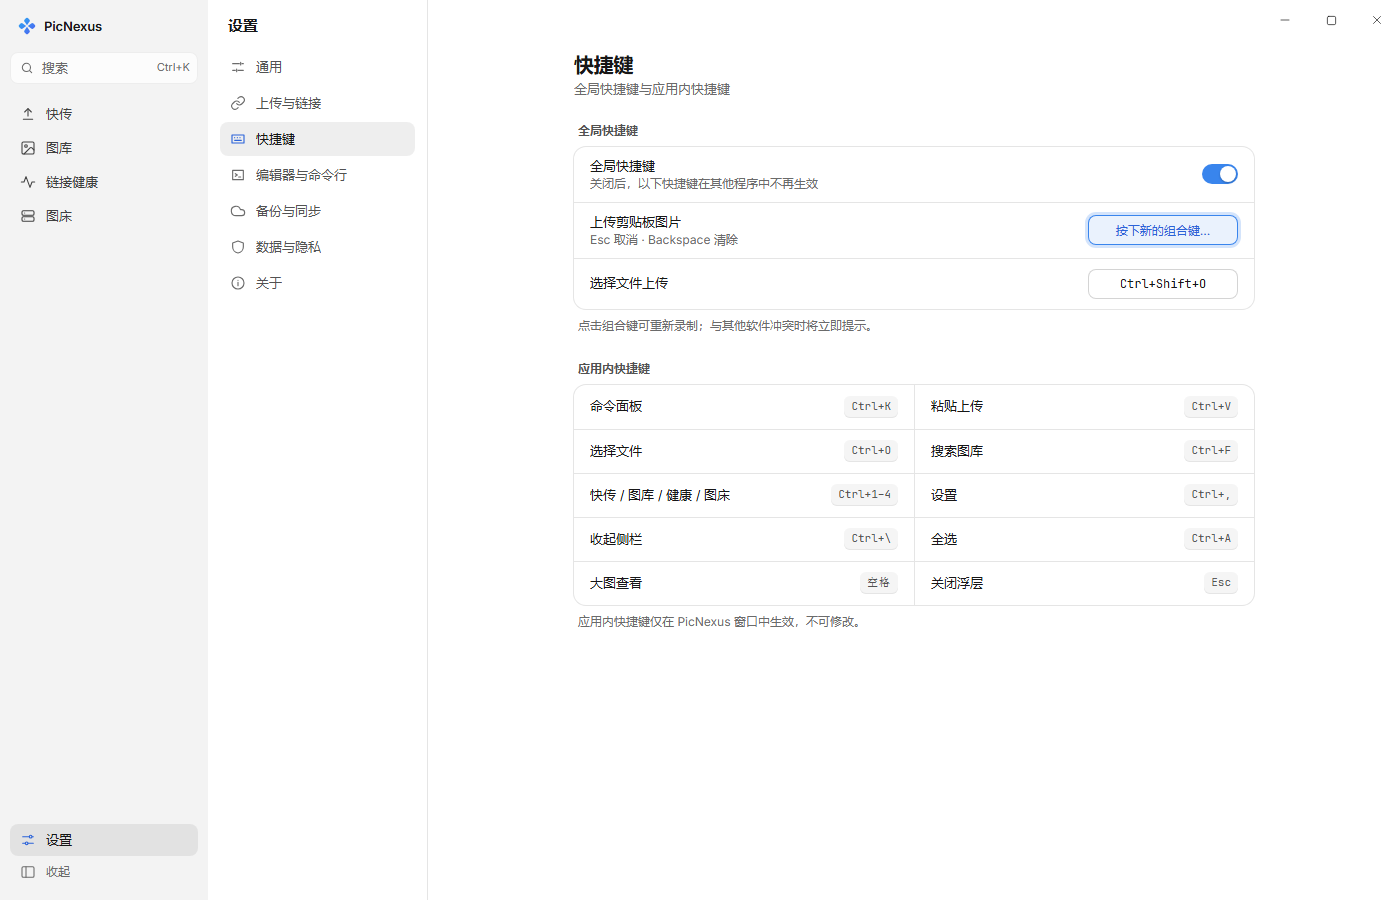 PicNexus
搜索 Ctrl+K
快传
图库
链接健康
图床
设置
收起
设置
通用
上传与链接
快捷键
编辑器与命令行
备份与同步
数据与隐私
关于
快捷键
全局快捷键与应用内快捷键
全局快捷键
全局快捷键
关闭后，以下快捷键在其他程序中不再生效
上传剪贴板图片
Esc 取消 · Backspace 清除
按下新的组合键...
选择文件上传
Ctrl+Shift+O
点击组合键可重新录制；与其他软件冲突时将立即提示。
应用内快捷键
命令面板 Ctrl+K
粘贴上传 Ctrl+V
选择文件 Ctrl+O
搜索图库 Ctrl+F
快传 / 图库 / 健康 / 图床 Ctrl+1-4
设置 Ctrl+,
收起侧栏 Ctrl+\
全选 Ctrl+A
大图查看 空格
关闭浮层 Esc
应用内快捷键仅在 PicNexus 窗口中生效，不可修改。